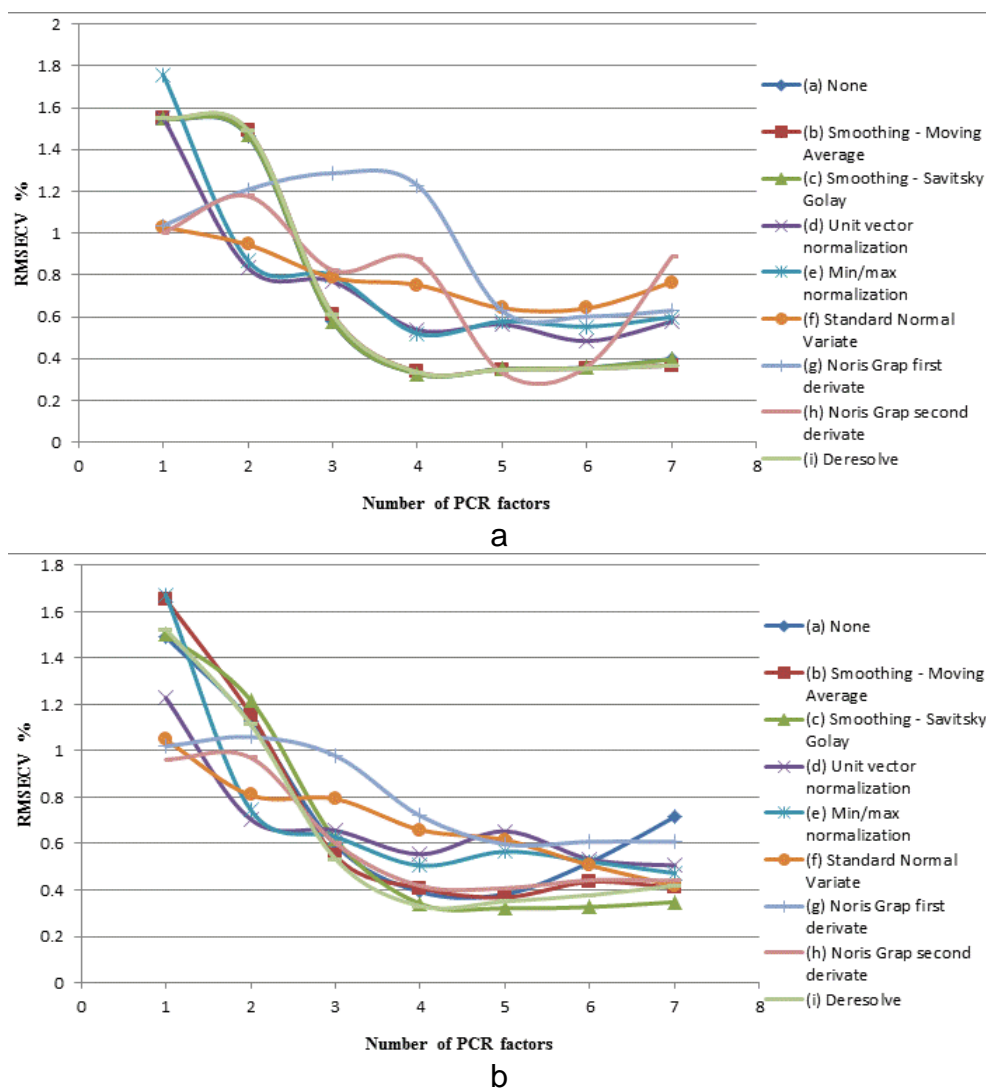 2
1.8
1.6
1.4
1.2
1
0.8
0.6
0.4
0.2
0
RMSECV %
1 2 3 4 5 6 7 8
Number of PCR factors
(a) None
(b) Smoothing - Moving
Average
(c) Smoothing - Savitsky
Golay
(d) Unit vector
normalization
(e) Min/max
normalization
(f) Standard Normal
Variate
(g) Noris Grap first
derivate
(h) Noris Grap second
derivate
(i) Deresolve
a
1.8
1.6
1.4
1.2
1
0.8
0.6
0.4
0.2
0
RMSECV %
0 1 2 3 4 5 6 7 8
Number of PCR factors
(a) None
(b) Smoothing - Moving
Average
(c) Smoothing - Savitsky
Golay
(d) Unit vector
normalization
(e) Min/max
normalization
(f) Standard Normal
Variate
(g) Noris Grap first
derivate
(h) Noris Grap second
derivate
(i) Deresolve
b